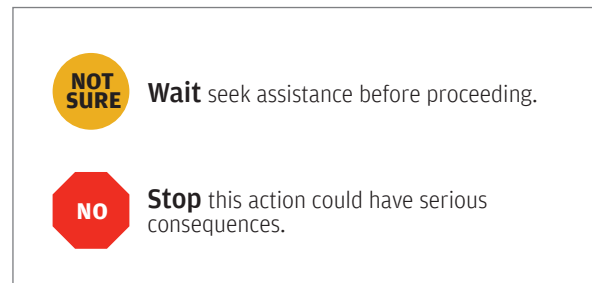 NOT
SURE
Wait seek assistance before proceeding.
NO
Stop this action could have serious
consequences.